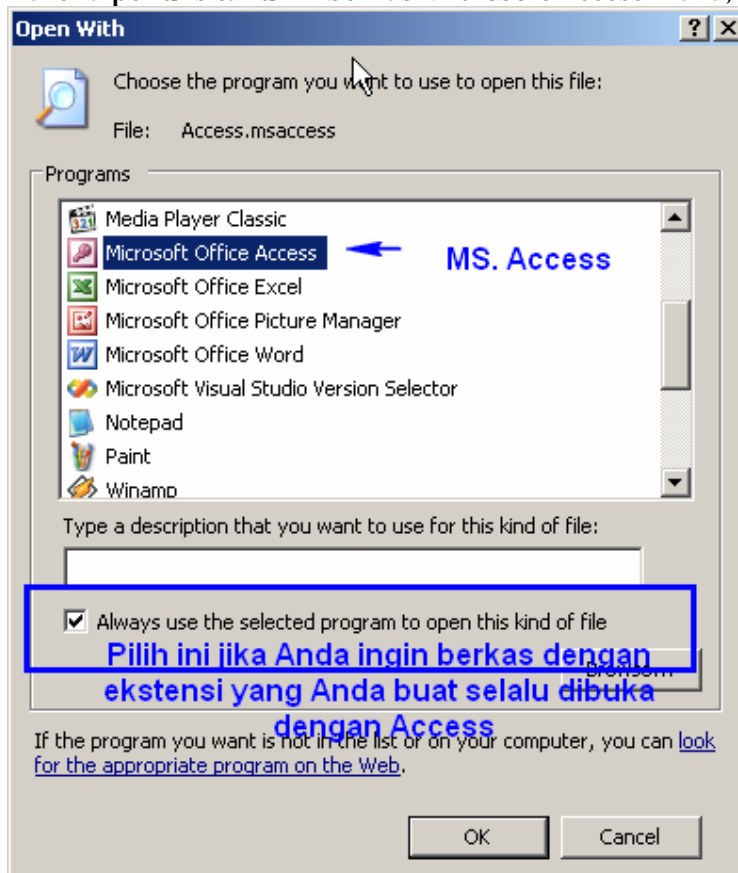 Open With
Choose the program you want to use to open this file:
File: Access.msaccess
Programs
Media Player Classic
Microsoft Office Access
MS. Access
Microsoft Office Excel
Microsoft Office Picture Manager
Microsoft Office Word
Microsoft Visual Studio Version Selector
Notepad
Paint
Winamp
Type a description that you want to use for this kind of file:
Always use the selected program to open this kind of file
Pilih ini jika Anda ingin berkas dengan
Browse...
ekstensi yang Anda buat selalu dibuka
dengan Access
If the program you want is not in the list or on your computer, you can look
for the appropriate program on the Web.
OK
Cancel